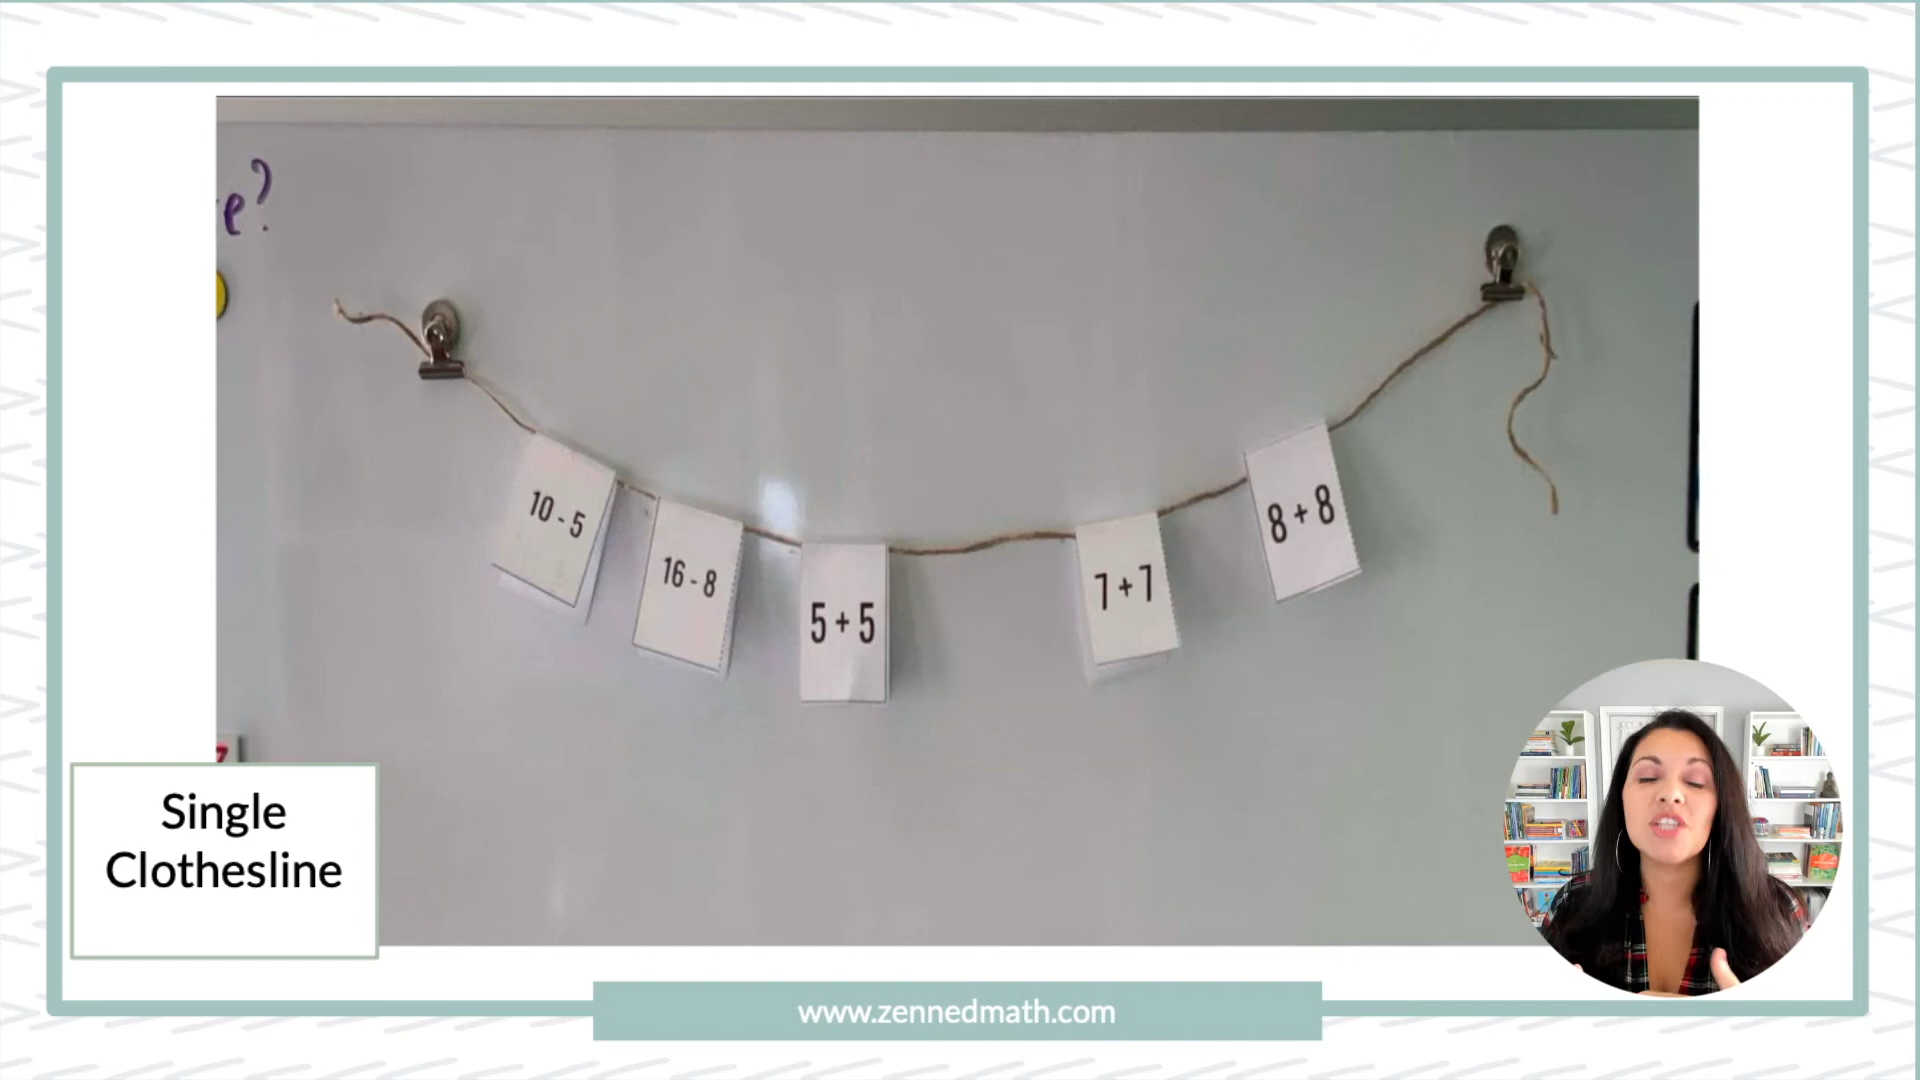 e?
10 - 5
16 - 8
5 + 5
7 + 7
8 + 8
Single
Clothesline
www.zennedmath.com